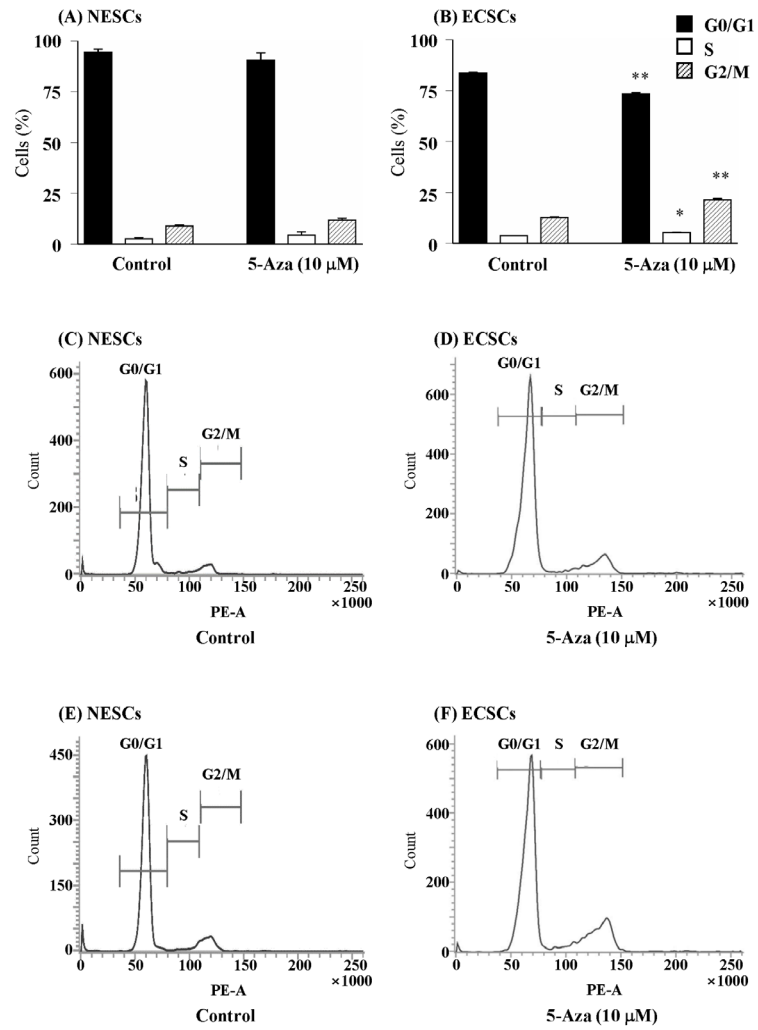 (A) NESCs
100
75
50
25
0
Cells (%)
Control
5-Aza (10 μM)
(B) ECSCs
G0/G1
S
G2/M
100
75
50
25
0
Cells (%)
**
*
**
Control
5-Aza (10 μM)
(C) NESCs
G0/G1
S
G2/M
600
400
200
0
Count
0
50
100
150
200
250
×1000
PE-A
Control
(D) ECSCs
G0/G1
S
G2/M
600
400
200
0
Count
0
50
100
150
200
250
×1000
PE-A
5-Aza (10 μM)
(E) NESCs
G0/G1
S
G2/M
450
300
150
0
Count
0
50
100
150
200
250
×1000
PE-A
Control
(F) ECSCs
G0/G1
S
G2/M
600
400
200
0
Count
0
50
100
150
200
250
×1000
PE-A
5-Aza (10 μM)